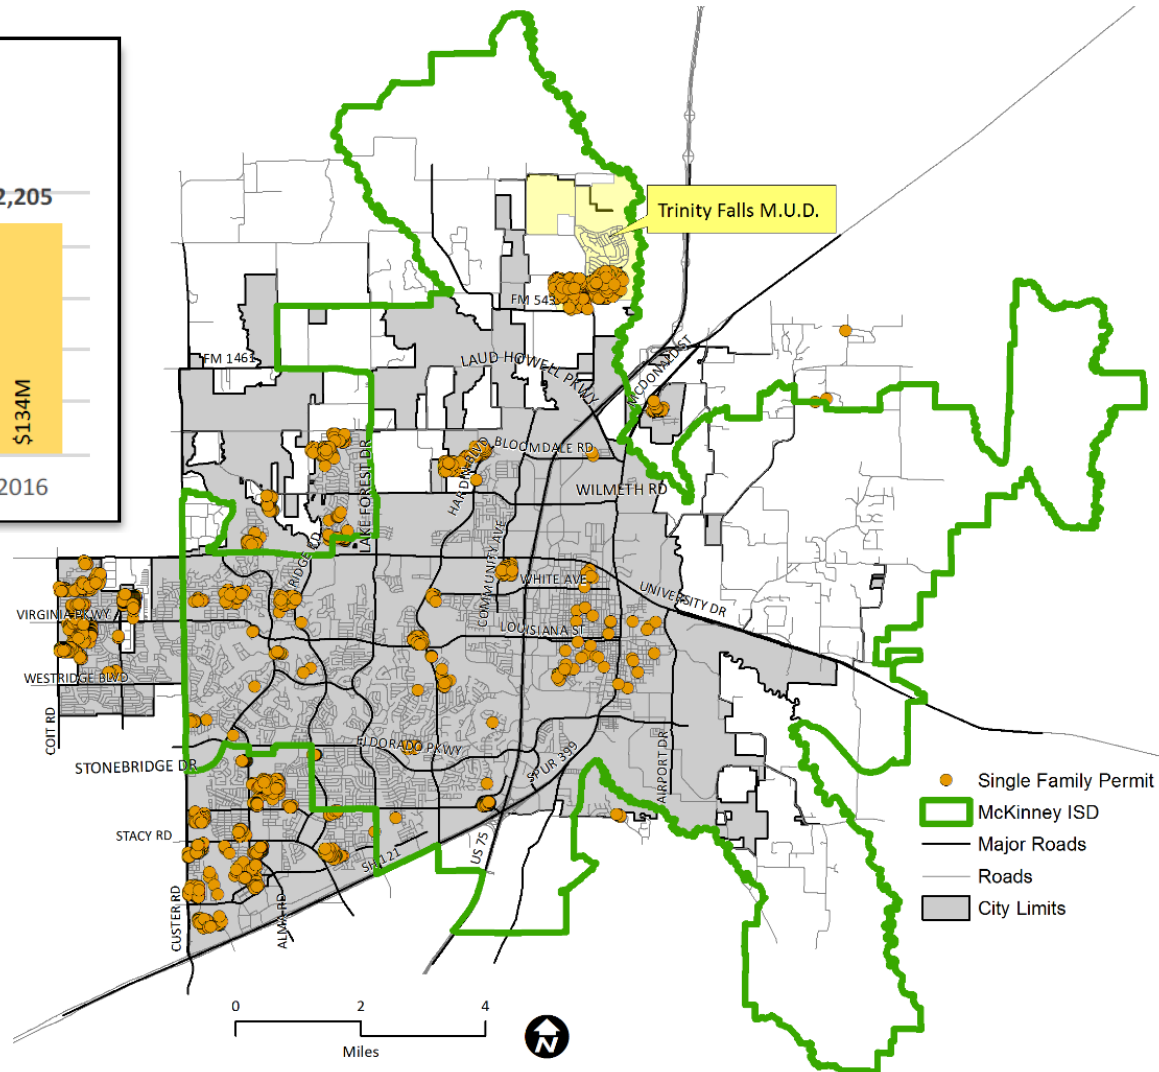 2,205
$134M
2016
Trinity Falls M.U.D.
FM 543
MCDONALD ST
LAUD HOWELL PKWY
FM 1461
HARDIN BLVD
BLOOMDALE RD
LAKE FOREST DR
WILMETH RD
COMMUNITY AVE
WHITE AVE
UNIVERSITY DR
VIRGINIA PKWY
LOUISIANA ST
WESTRIDGE BLVD
COIT RD
ELDORADO PKWY
STONEBRIDGE DR
SPUR 399
AIRPORT DR
STACY RD
US 75
SH 121
CUSTER RD
ALMA RD
Single Family Permit
McKinney ISD
Major Roads
Roads
City Limits
0 2 4
Miles
N